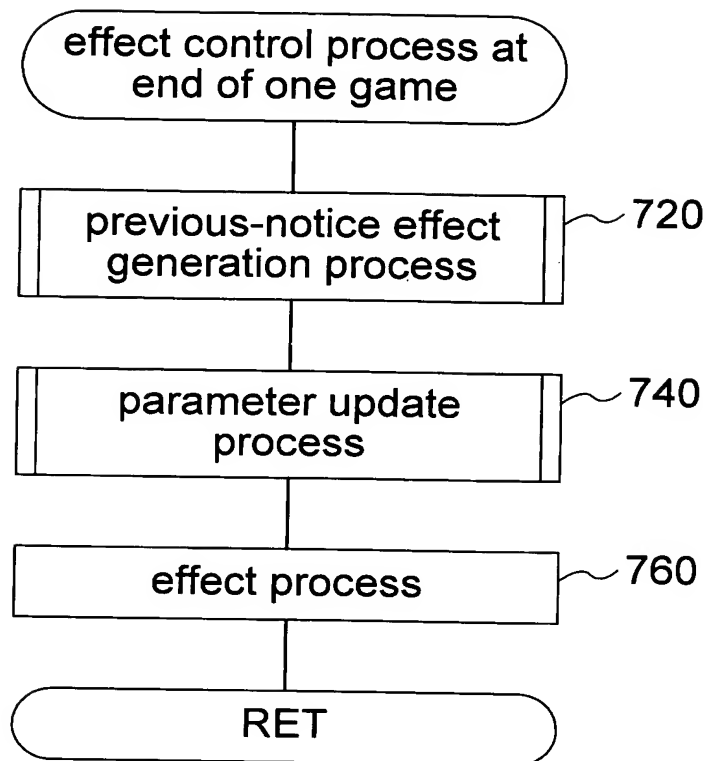 effect control process at
end of one game
previous-notice effect
generation process
720
parameter update
process
740
effect process
760
RET